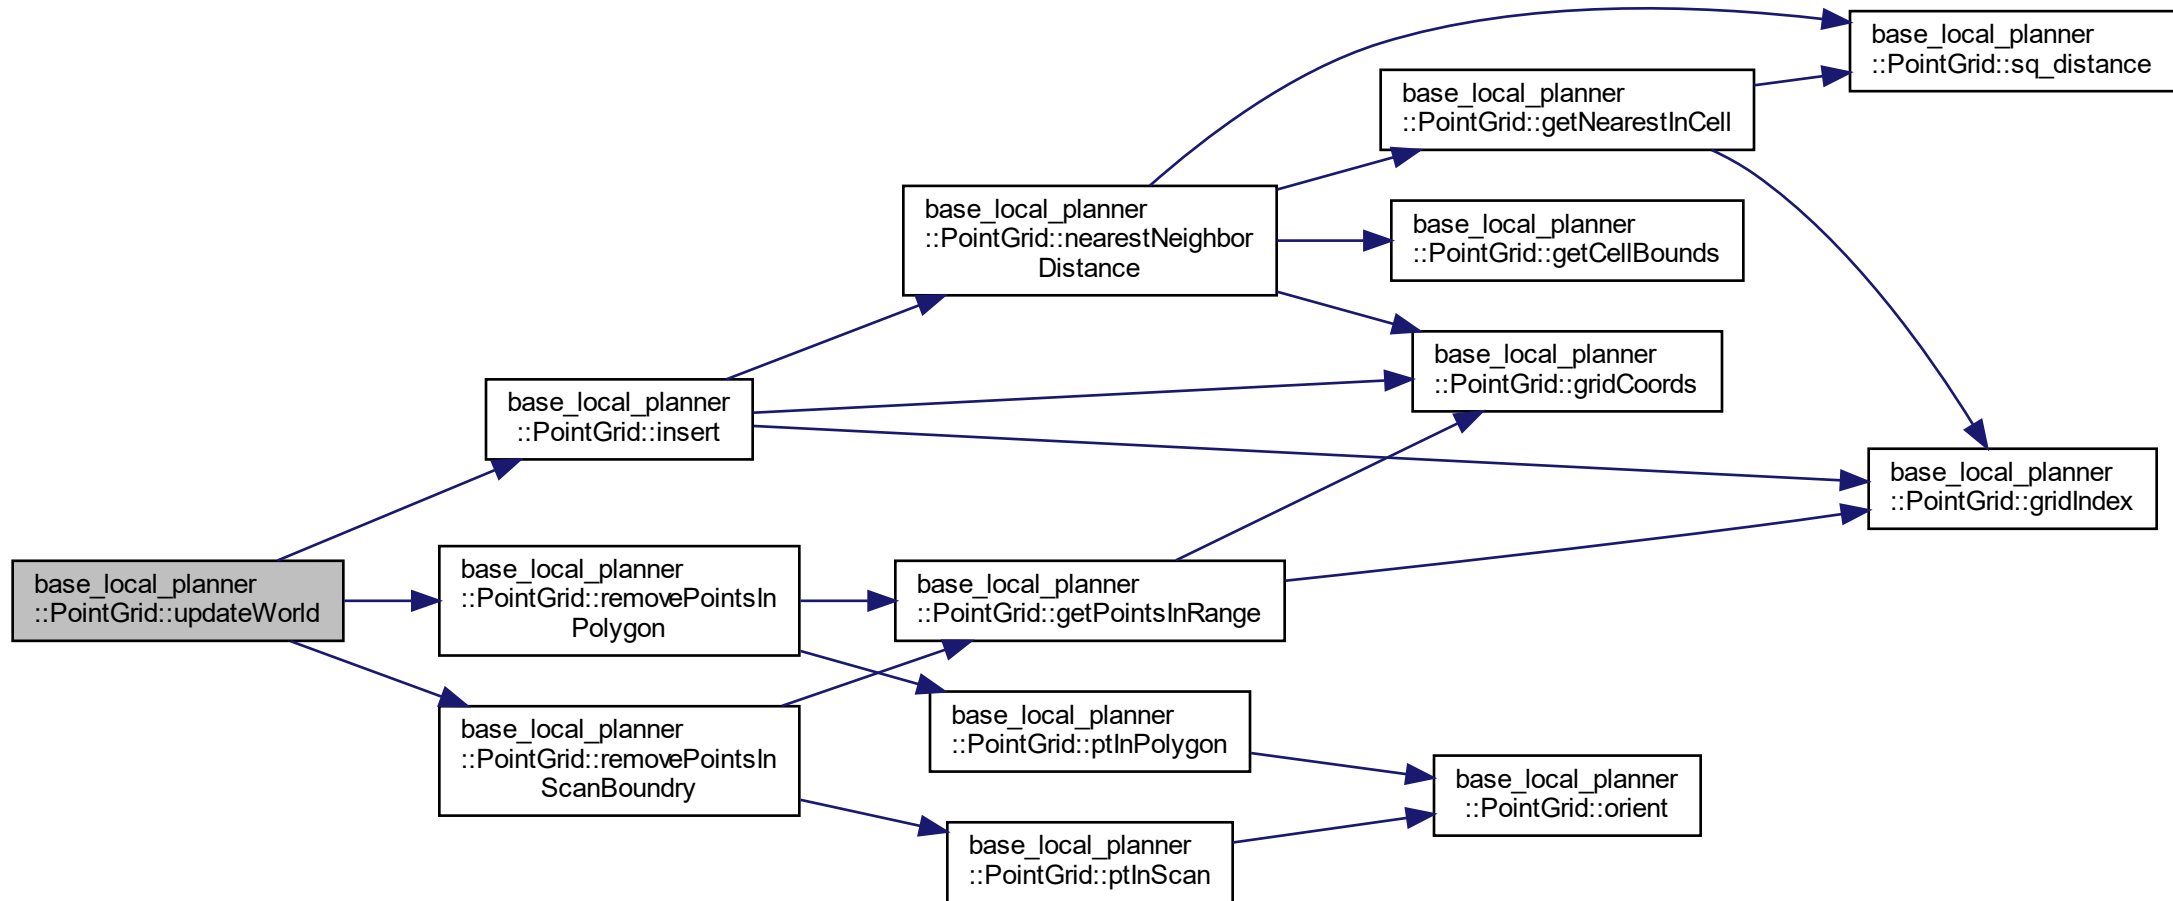 base_local_planner
::PointGrid::updateWorld
base_local_planner
::PointGrid::insert
base_local_planner
::PointGrid::removePointsIn
Polygon
base_local_planner
::PointGrid::removePointsIn
ScanBoundry
base_local_planner
::PointGrid::nearestNeighbor
Distance
base_local_planner
::PointGrid::getPointsInRange
base_local_planner
::PointGrid::ptInPolygon
base_local_planner
::PointGrid::ptInScan
base_local_planner
::PointGrid::getNearestInCell
base_local_planner
::PointGrid::getCellBounds
base_local_planner
::PointGrid::gridCoords
base_local_planner
::PointGrid::orient
base_local_planner
::PointGrid::sq_distance
base_local_planner
::PointGrid::gridIndex